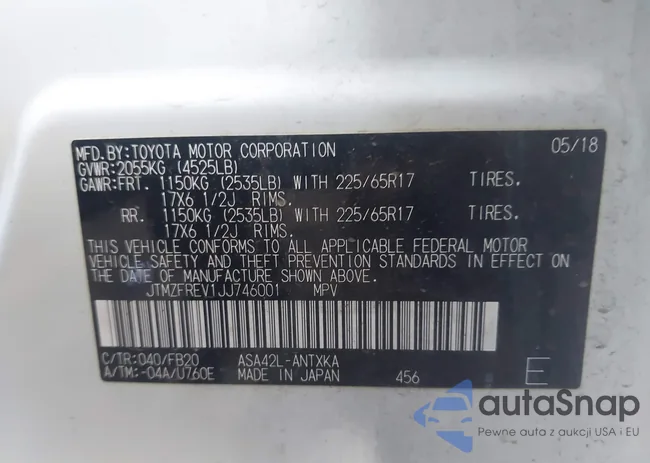 MFD.BY:TOYOTA MOTOR CORPORATION 05/18
GVWR:2055KG (4525LB)
GAWR:FRT. 1150KG (2535LB) WITH 225/65R17 TIRES.
17X6 1/2J RIMS.
RR. 1150KG (2535LB) WITH 225/65R17 TIRES.
17X6 1/2J RIMS.
THIS VEHICLE CONFORMS TO ALL APPLICABLE FEDERAL MOTOR
VEHICLE SAFETY AND THEFT PREVENTION STANDARDS IN EFFECT ON
THE DATE OF MANUFACTURE SHOWN ABOVE.
JTMZFREV1JJ746001 MPV
C/TR:040/FB20 ASA42L-ANTXKA
A/TM:-04A/U760E MADE IN JAPAN 456 E
autoSnap
Pewne auta z aukcji USA i EU